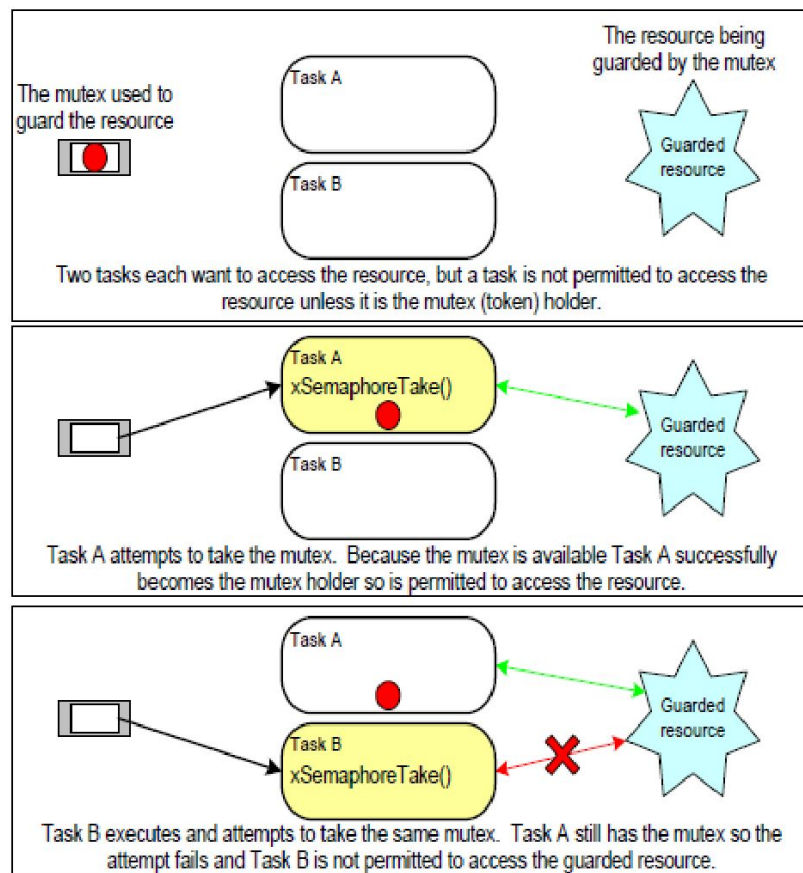 The resource being
guarded by the mutex
The mutex used to
guard the resource
Task A
Guarded
resource
Task B
Two tasks each want to access the resource, but a task is not permitted to access the
resource unless it is the mutex (token) holder.
Task A
xSemaphoreTake()
Guarded
resource
Task B
Task A attempts to take the mutex.  Because the mutex is available Task A successfully
becomes the mutex holder so is permitted to access the resource.
Task A
Guarded
resource
Task B
xSemaphoreTake()
Task B executes and attempts to take the same mutex.  Task A still has the mutex so the
attempt fails and Task B is not permitted to access the guarded resource.